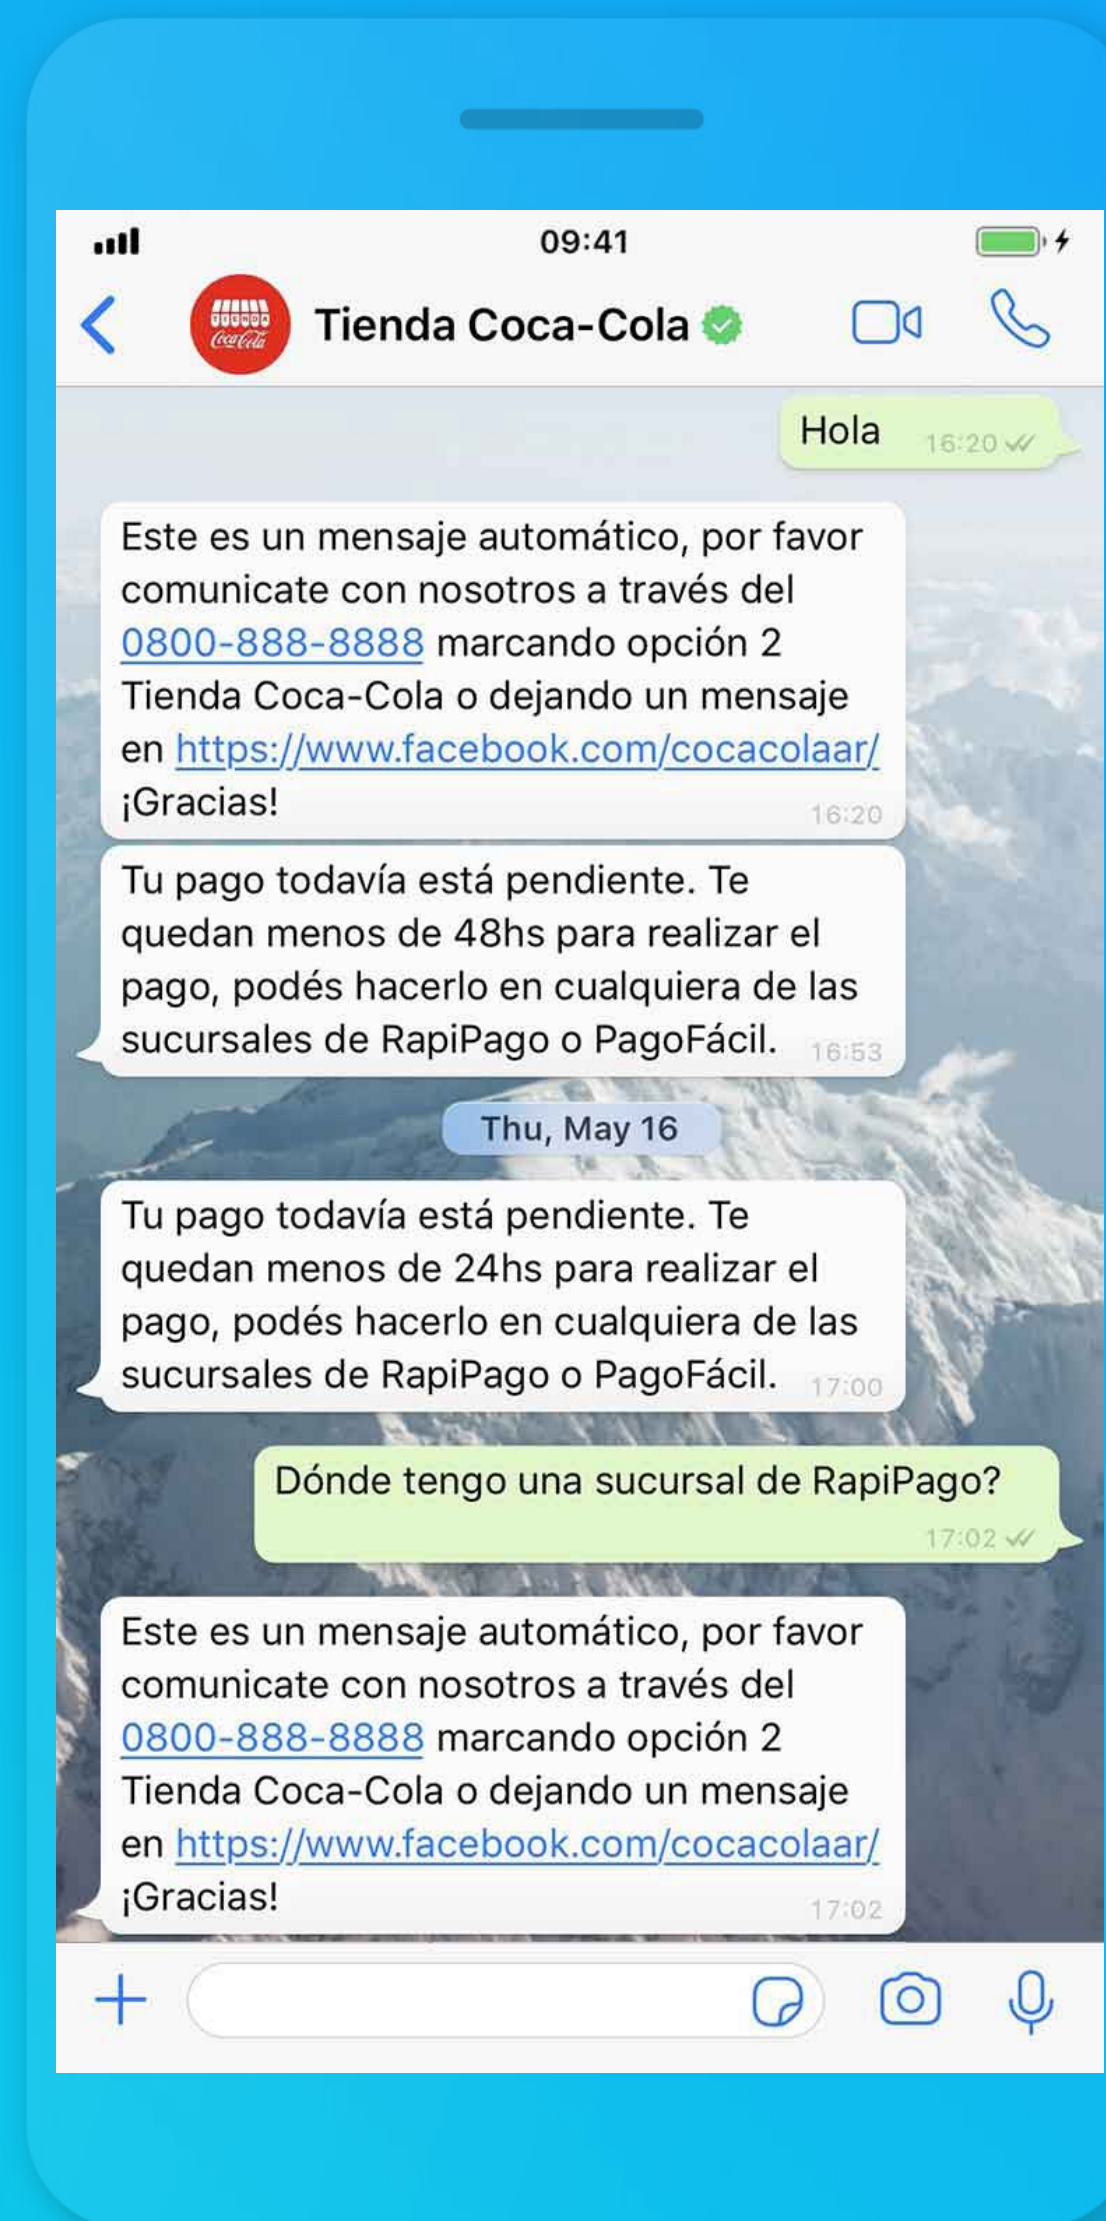 09:41
TIENDA
Coca-Cola
Tienda Coca-Cola
Hola 16:20
Este es un mensaje automático, por favor
comunicate con nosotros a través del
0800-888-8888 marcando opción 2
Tienda Coca-Cola o dejando un mensaje
en https://www.facebook.com/cocacolaar/
¡Gracias! 16:20
Tu pago todavía está pendiente. Te
quedan menos de 48hs para realizar el
pago, podés hacerlo en cualquiera de las
sucursales de RapiPago o PagoFácil. 16:53
Thu, May 16
Tu pago todavía está pendiente. Te
quedan menos de 24hs para realizar el
pago, podés hacerlo en cualquiera de las
sucursales de RapiPago o PagoFácil. 17:00
Dónde tengo una sucursal de RapiPago?
17:02
Este es un mensaje automático, por favor
comunicate con nosotros a través del
0800-888-8888 marcando opción 2
Tienda Coca-Cola o dejando un mensaje
en https://www.facebook.com/cocacolaar/
¡Gracias! 17:02